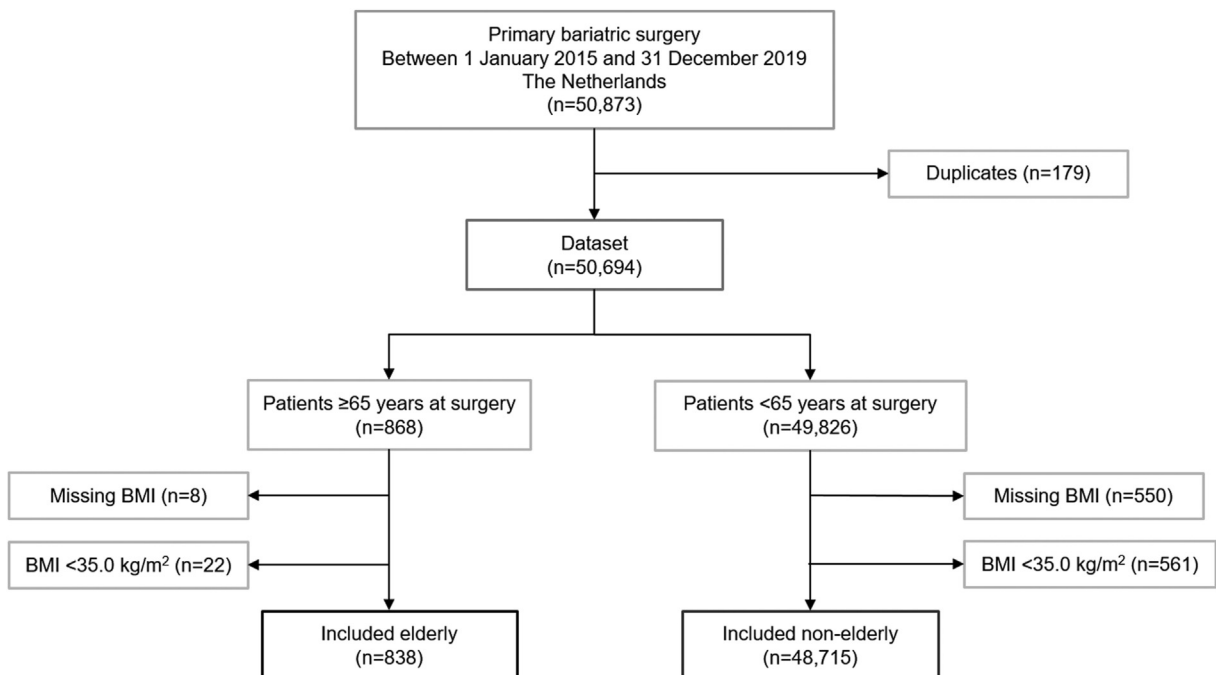 Primary bariatric surgery
Between 1 January 2015 and 31 December 2019
The Netherlands
(n=50,873)
Duplicates (n=179)
Dataset
(n=50,694)
Patients ≥65 years at surgery
(n=868)
Patients <65 years at surgery
(n=49,826)
Missing BMI (n=8)
Missing BMI (n=550)
BMI <35.0 kg/m² (n=22)
BMI <35.0 kg/m² (n=561)
Included elderly
(n=838)
Included non-elderly
(n=48,715)